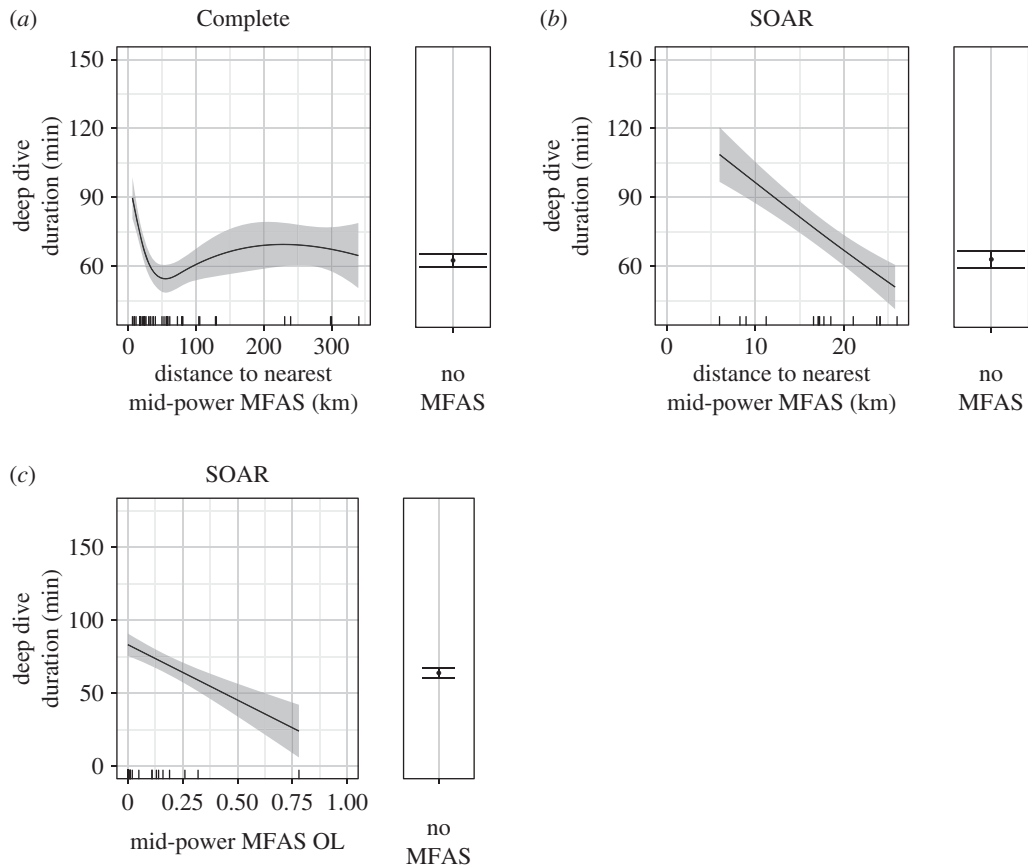 (a)
Complete
deep dive
duration (min)
150
120
90
60
0
100
200
300
distance to nearest
mid-power MFAS (km)
no
MFAS
(b)
SOAR
deep dive
duration (min)
150
120
90
60
0
10
20
distance to nearest
mid-power MFAS (km)
no
MFAS
(c)
SOAR
deep dive
duration (min)
150
100
50
0
0
0.25
0.50
0.75
1.00
mid-power MFAS OL
no
MFAS